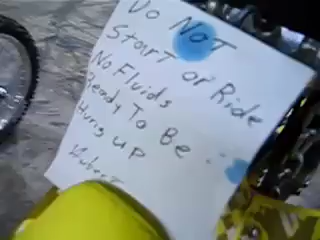 Do NOT
Start or Ride
No Fluids
Ready To Be
Hung up